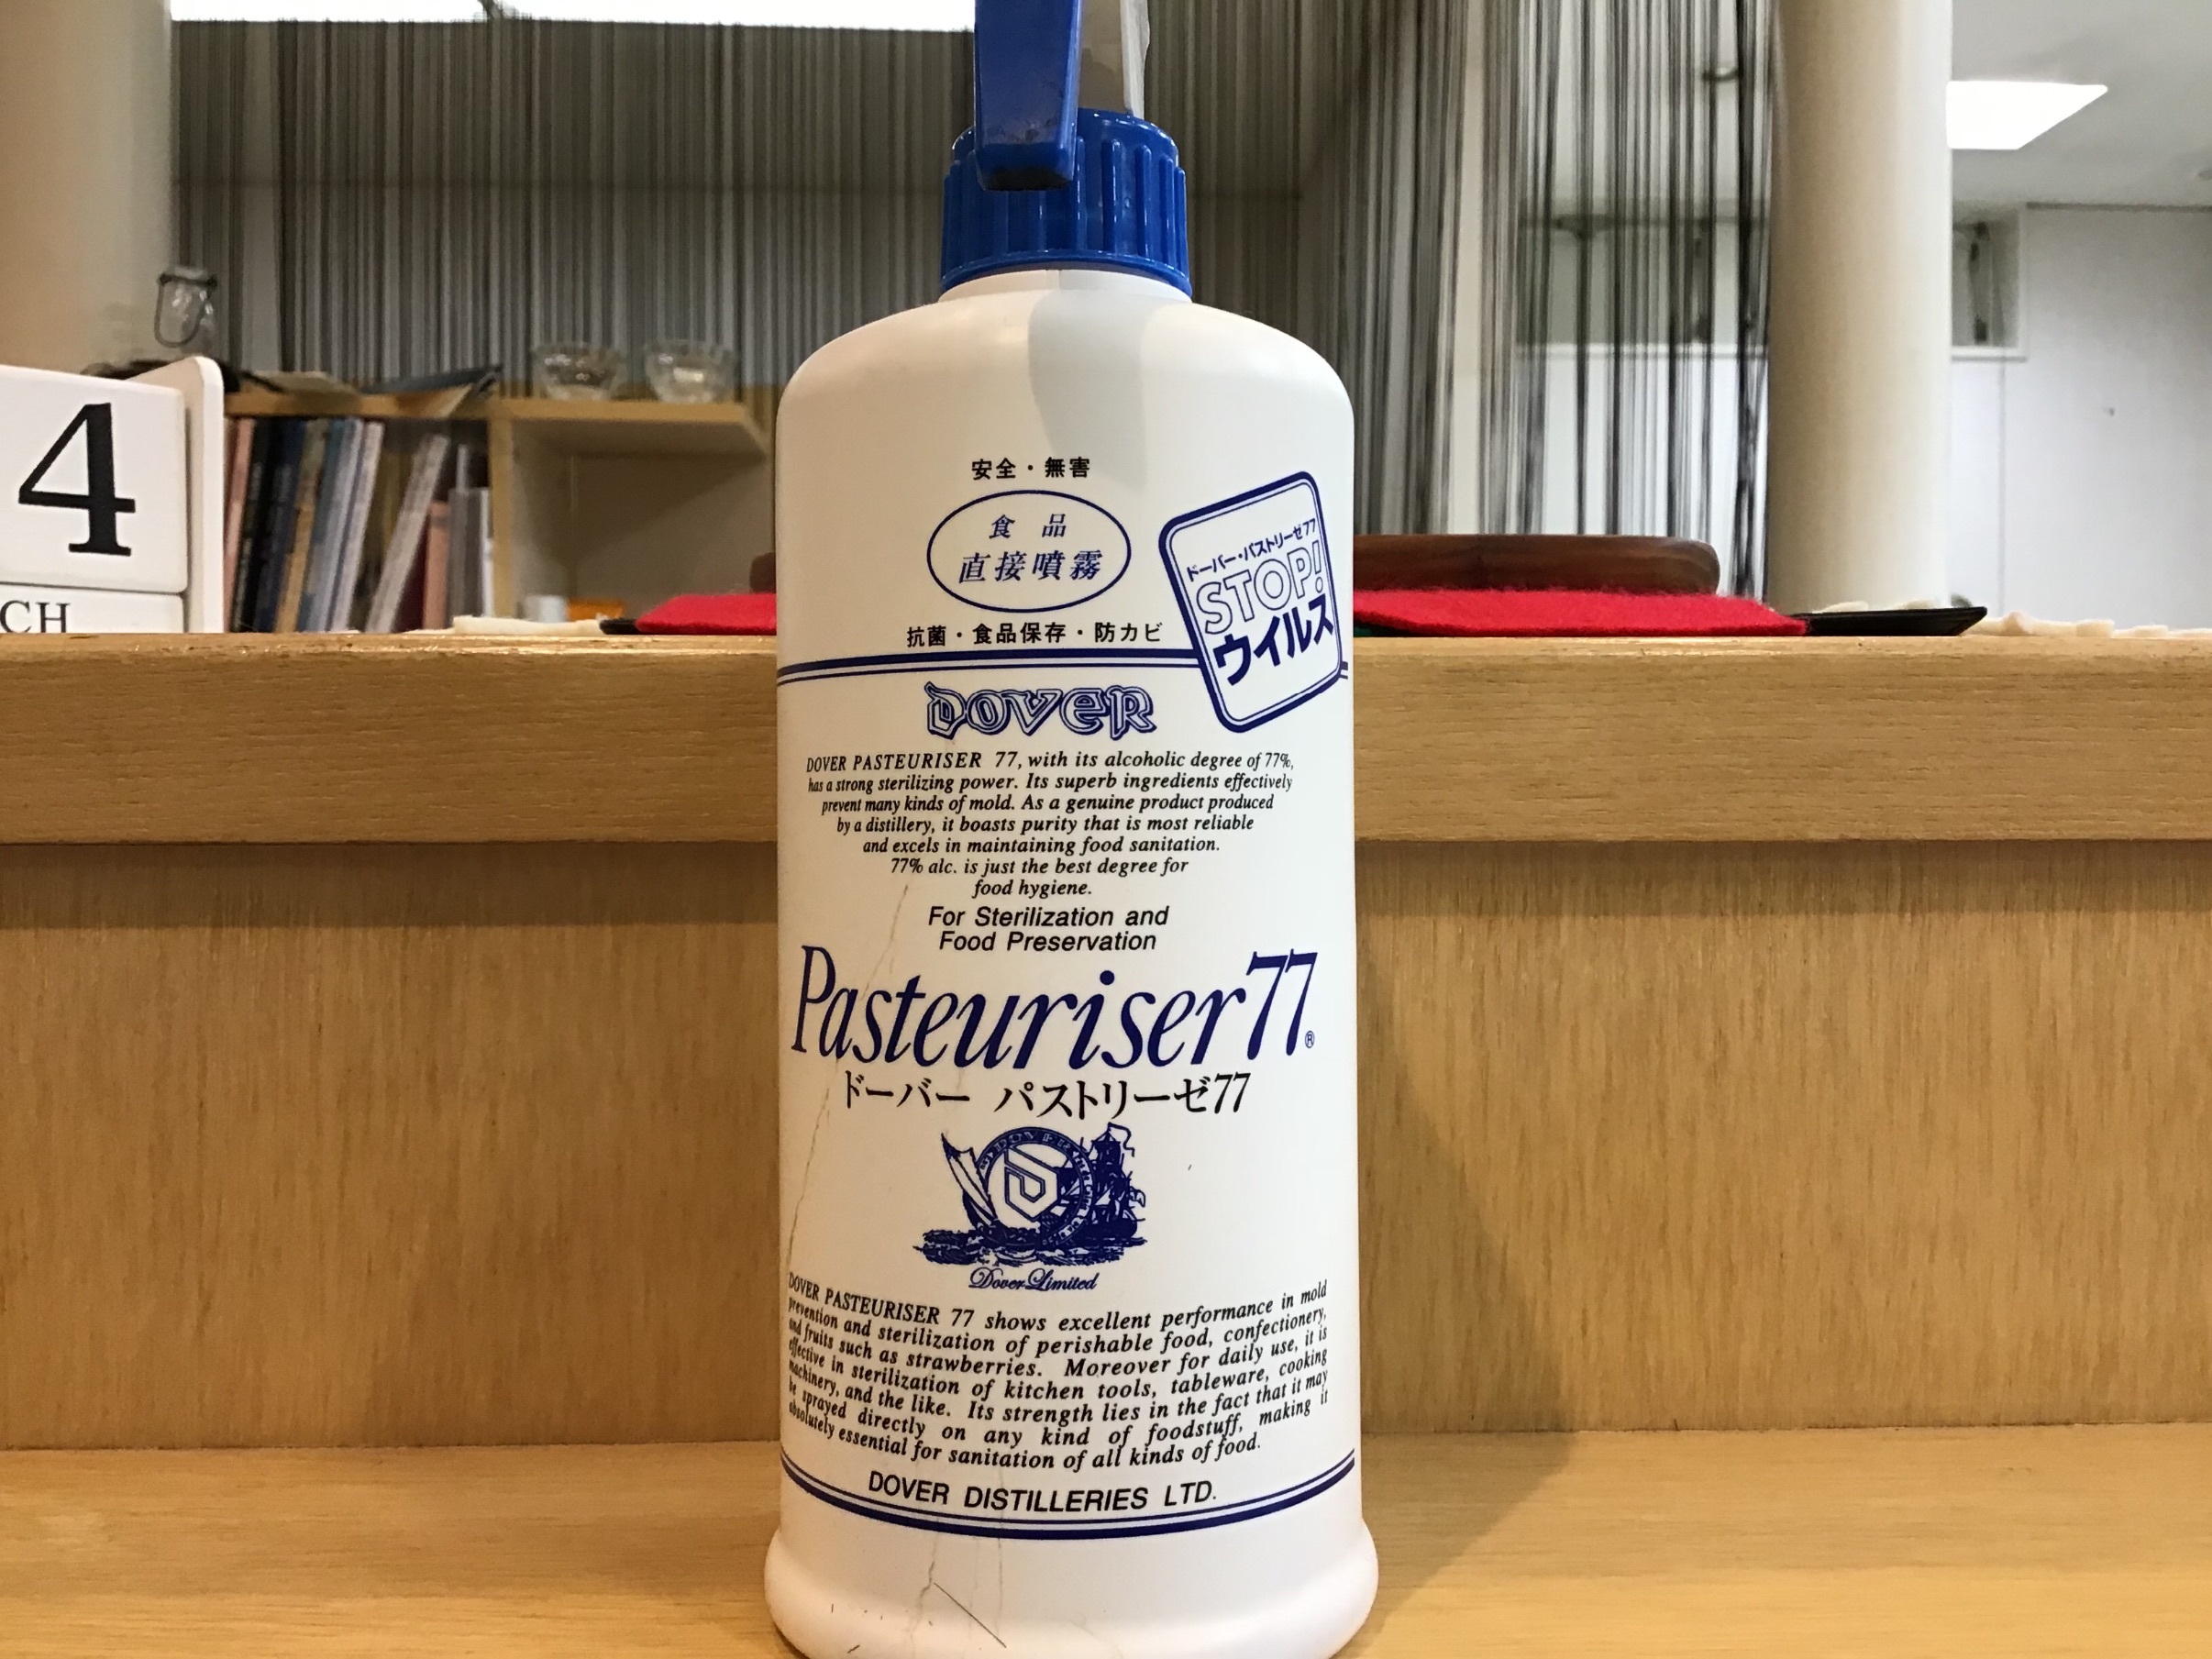 4
CH
安全・無害
食品
直接噴霧
抗菌・食品保存・防カビ
ドーバー・パストリーゼ77
STOP!
ウイルス
DOVER
DOVER PASTEURISER 77, with its alcoholic degree of 77%,
has a strong sterilizing power. Its superb ingredients effectively
prevent many kinds of mold. As a genuine product produced
by a distillery, it boasts purity that is most reliable
and excels in maintaining food sanitation.
77% alc. is just the best degree for
food hygiene.
For Sterilization and
Food Preservation
Pasteuriser77®
ドーバー パストリーゼ77
Dover Limited
DOVER PASTEURISER 77 shows excellent performance in mold
prevention and sterilization of perishable food, confectionery,
and fruits such as strawberries. Moreover for daily use, it is
effective in sterilization of kitchen tools, tableware, cooking
machinery, and the like. Its strength lies in the fact that it may
be sprayed directly on any kind of foodstuff, making it
absolutely essential for sanitation of all kinds of food.
DOVER DISTILLERIES LTD.